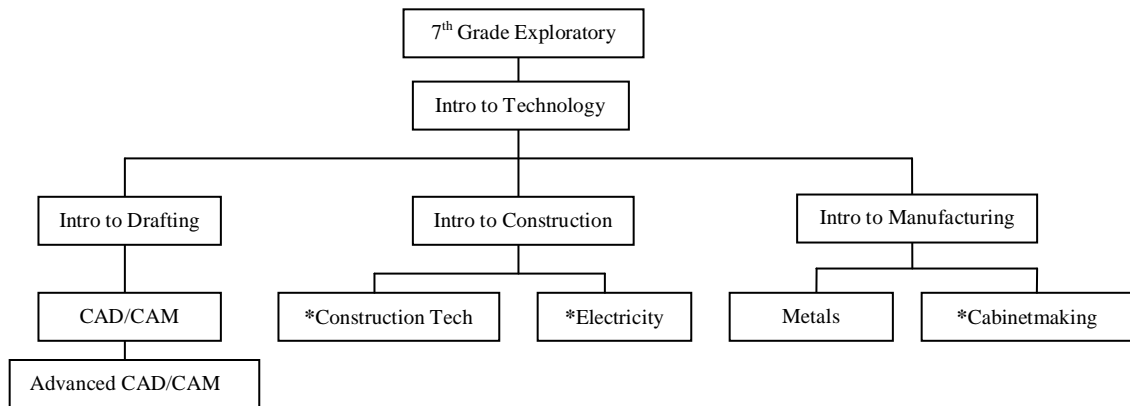 7th Grade Exploratory
Intro to Technology
Intro to Drafting
Intro to Construction
Intro to Manufacturing
CAD/CAM
*Construction Tech
*Electricity
Metals
*Cabinetmaking
Advanced CAD/CAM